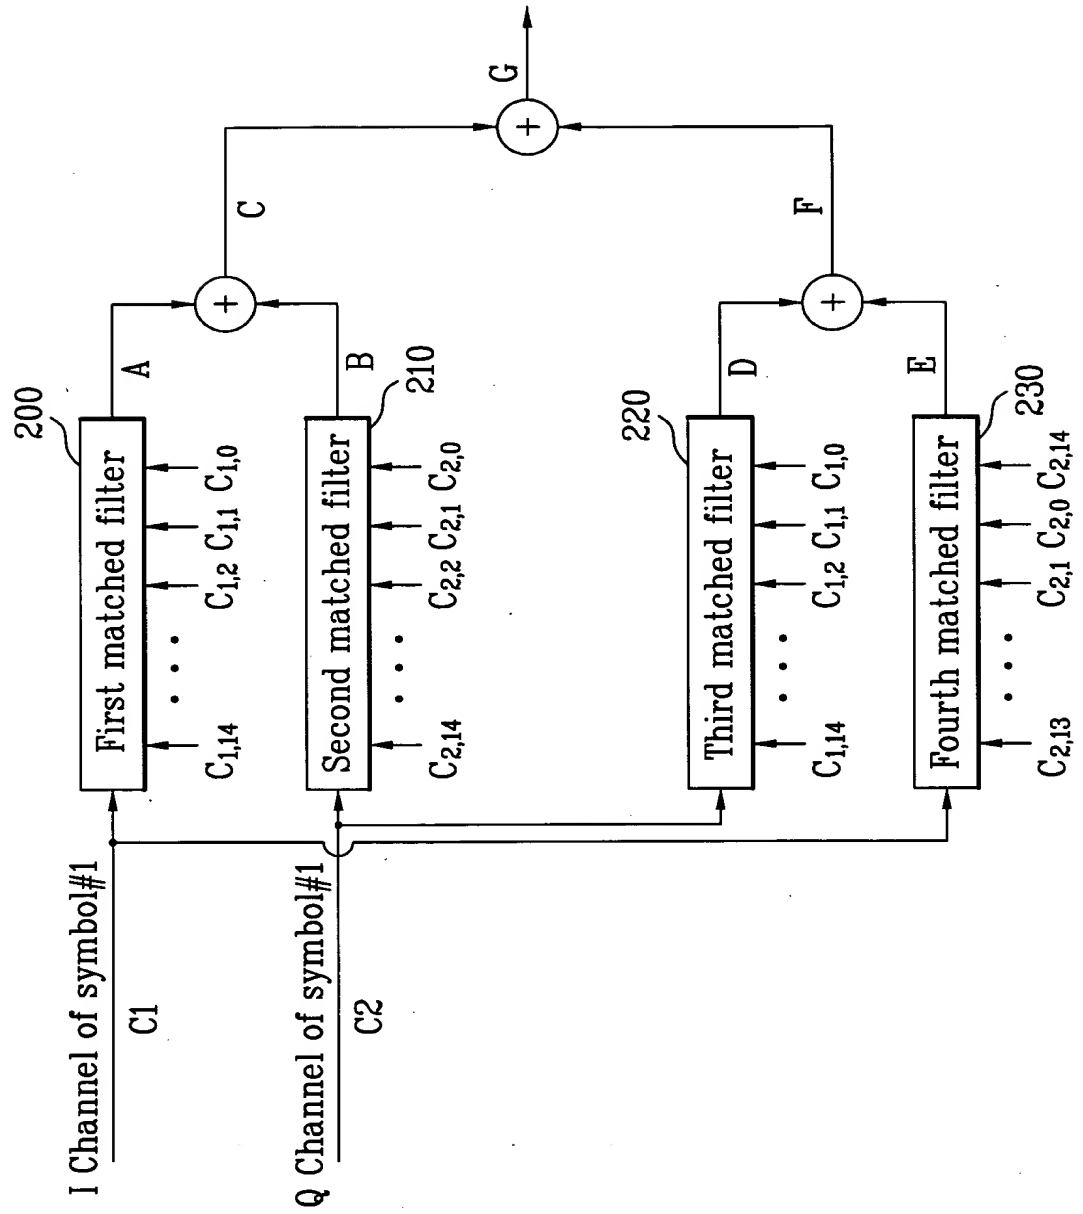 I Channel of symbol#1
C1
200
First matched filter
A
C1,14
C1,2
C1,1
C1,0
C
Q Channel of symbol#1
C2
210
Second matched filter
B
C2,14
C2,2
C2,1
C2,0
+
+
G
220
Third matched filter
D
C1,14
C1,2
C1,1
C1,0
F
+
230
Fourth matched filter
E
C2,13
C2,1
C2,0
C2,14